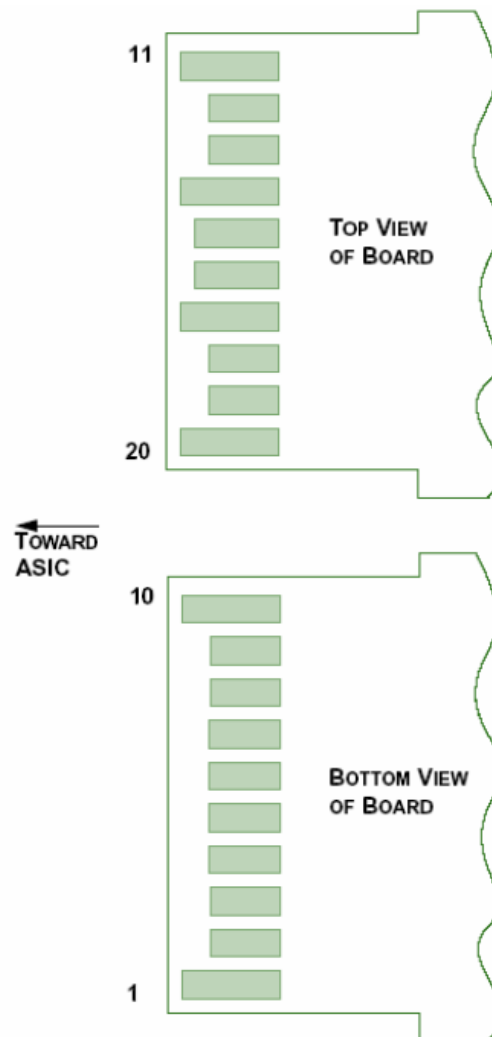 11
TOP VIEW
OF BOARD
20
TOWARD
ASIC
10
BOTTOM VIEW
OF BOARD
1